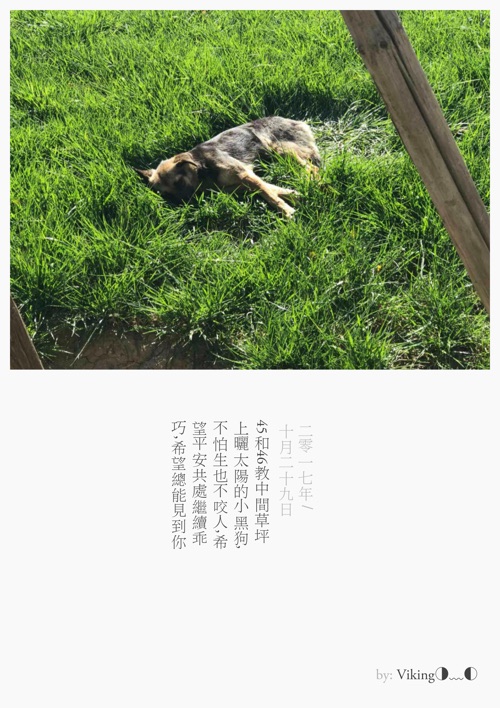 二零一七年/
十月二十九日
45和46教中間草坪
上曬太陽的小黑狗,
不怕生也不咬人,希
望平安共處繼續乖
巧,希望總能見到你
by: Viking◑﹏◐